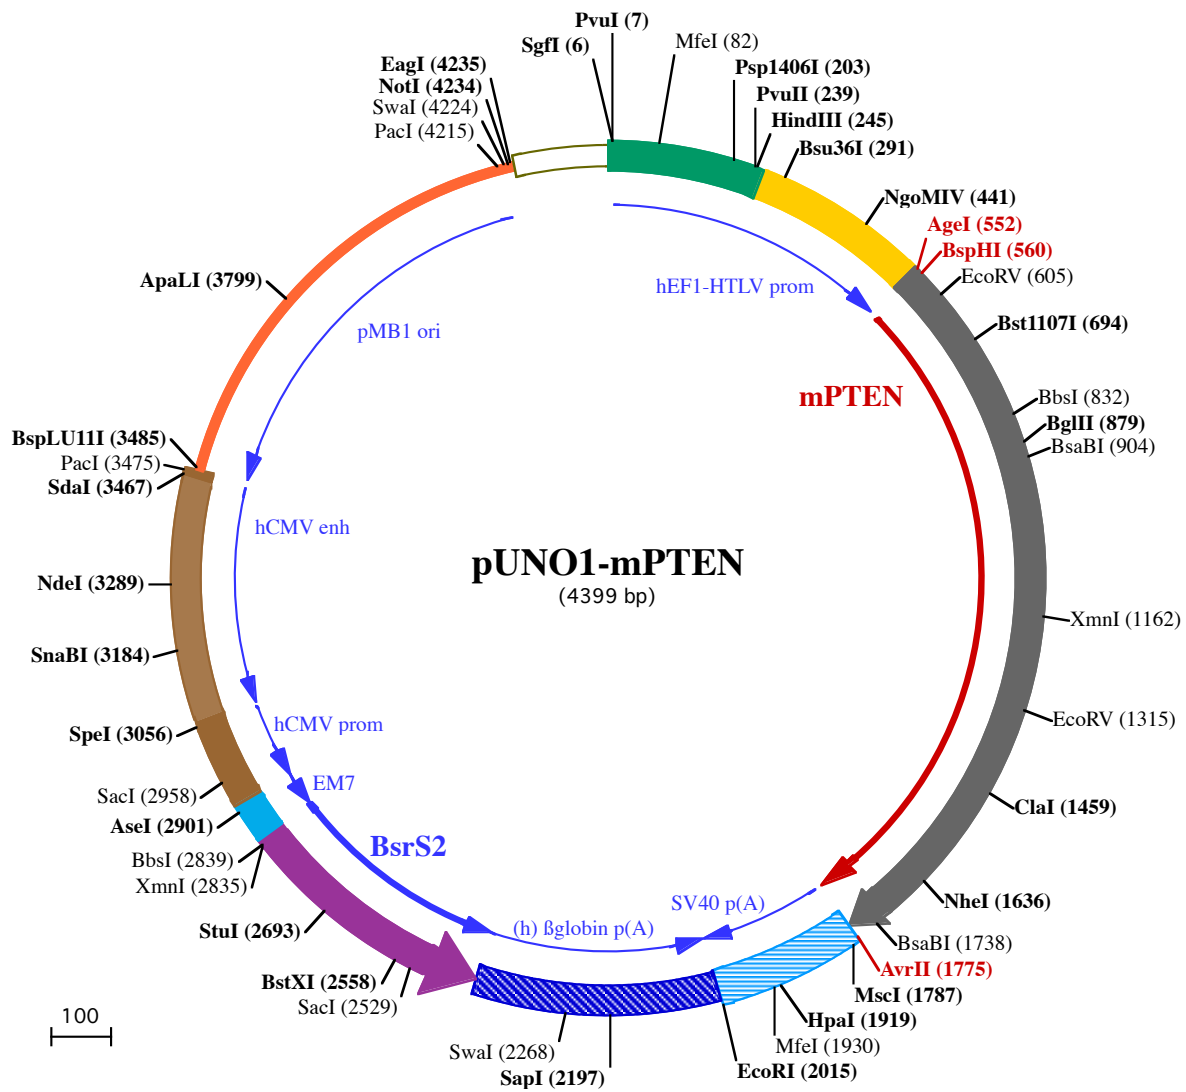 PvuI (7)
SgfI (6)
MfeI (82)
Psp1406I (203)
PvuII (239)
HindIII (245)
Bsu36I (291)
NgoMIV (441)
AgeI (552)
BspHI (560)
EcoRV (605)
Bst1107I (694)
BbsI (832)
BglII (879)
BsaBI (904)
XmnI (1162)
EcoRV (1315)
ClaI (1459)
NheI (1636)
BsaBI (1738)
AvrII (1775)
MscI (1787)
HpaI (1919)
MfeI (1930)
EcoRI (2015)
SapI (2197)
SwaI (2268)
SacI (2529)
BstXI (2558)
StuI (2693)
XmnI (2835)
BbsI (2839)
AseI (2901)
SacI (2958)
SpeI (3056)
SnaBI (3184)
NdeI (3289)
SdaI (3467)
PacI (3475)
BspLU11I (3485)
ApaLI (3799)
PacI (4215)
SwaI (4224)
NotI (4234)
EagI (4235)
hEF1-HTLV prom
mPTEN
SV40 p(A)
(h) ßglobin p(A)
BsrS2
EM7
hCMV prom
hCMV enh
pMB1 ori
pUNO1-mPTEN
(4399 bp)
100